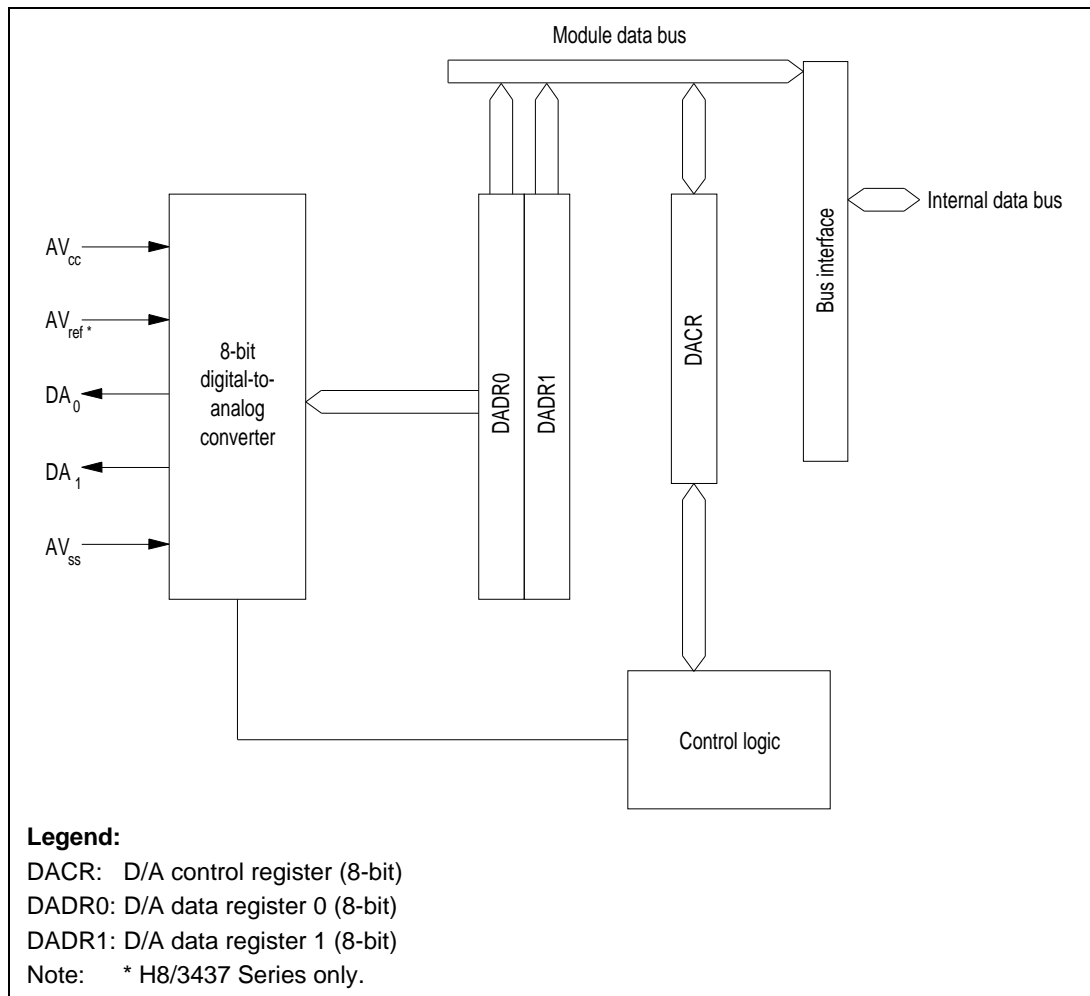 Module data bus
Internal data bus
Bus interface
AVcc
AVref *
DA0
DA1
AVss
8-bit
digital-to-
analog
converter
DADR0
DADR1
DACR
Control logic
Legend:
DACR: D/A control register (8-bit)
DADR0: D/A data register 0 (8-bit)
DADR1: D/A data register 1 (8-bit)
Note: * H8/3437 Series only.